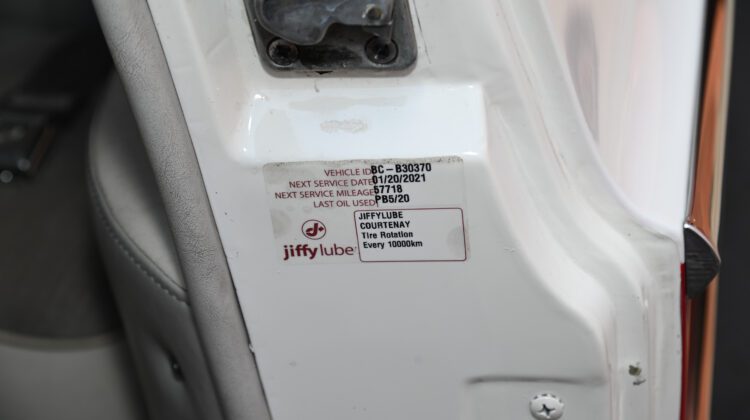 VEHICLE ID BC-B30370
NEXT SERVICE DATE 01/20/2021
NEXT SERVICE MILEAGE 57718
LAST OIL USED PB5/20
JIFFYLUBE
COURTENAY
Tire Rotation
Every 10000km
jiffy lube